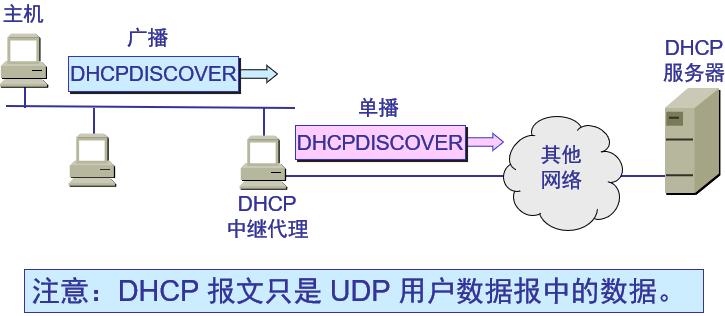 主机
广播
DHCPDISCOVER
DHCP
服务器
单播
DHCPDISCOVER
其他
网络
DHCP
中继代理
注意：DHCP 报文只是 UDP 用户数据报中的数据。